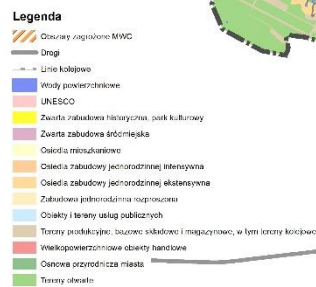 Legenda
Obszary zagrożone MWC
Drogi
Linie kolejowe
Wody powierzchniowe
UNESCO
Zwarta zabudowa historyczna, park kulturowy
Zwarta zabudowa śródmiejska
Osiedla mieszkaniowe
Osiedla zabudowy jednorodzinnej intensywna
Osiedla zabudowy jednorodzinnej ekstensywna
Zabudowa jednorodzinna rozproszona
Obiekty i tereny usług publicznych
Tereny produkcyjne, bazowe składowe i magazynowe, w tym tereny kolejowe
Wielkopowierzchniowe obiekty handlowe
Osnowa przyrodnicza miasta
Tereny otwarte